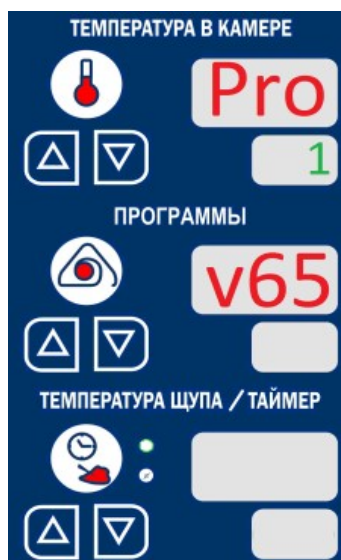 ТЕМПЕРАТУРА В КАМЕРЕ
Pro
1
ПРОГРАММЫ
v65
ТЕМПЕРАТУРА ЩУПА / ТАЙМЕР